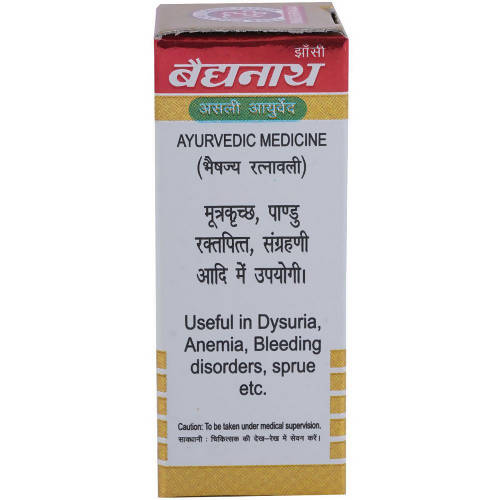 झाँसी
बैद्यनाथ
असली आयुर्वेद
AYURVEDIC MEDICINE
(भैषज्य रत्नावली)
मूत्रकृच्छ, पाण्डु
रक्तपित्त, संग्रहणी
आदि में उपयोगी।
Useful in Dysuria,
Anemia, Bleeding
disorders, sprue
etc.
Caution: To be taken under medical supervision.
सावधानी : चिकित्सक की देख-रेख में सेवन करें।